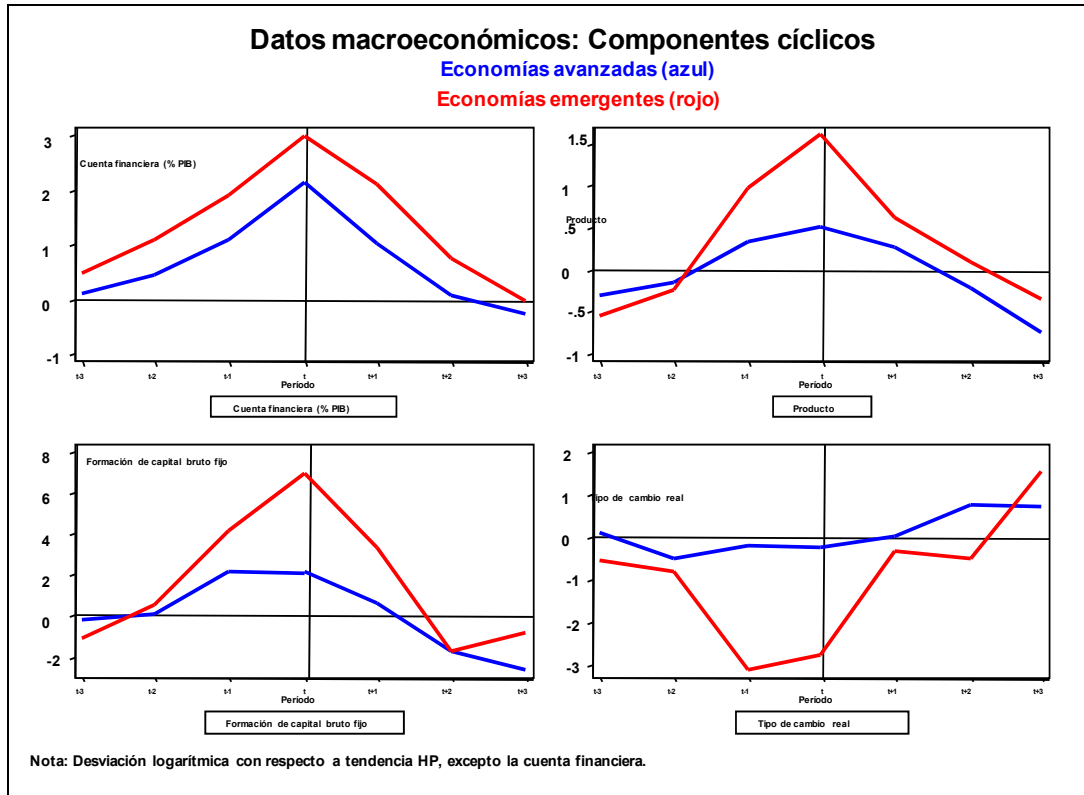 Datos macroeconómicos: Componentes cíclicos
Economías avanzadas (azul)
Economías emergentes (rojo)
Cuenta financiera (% PIB)
3
2
1
0
-1
t-3 t-2 t-1 t t+1 t+2 t+3
Período
Cuenta financiera (% PIB)
Producto
1.5
1
.5
0
-.5
-1
t-3 t-2 t-1 t t+1 t+2 t+3
Período
Producto
Formación de capital bruto fijo
8
6
4
2
0
-2
t-3 t-2 t-1 t t+1 t+2 t+3
Período
Formación de capital bruto fijo
Tipo de cambio real
2
1
0
-1
-2
-3
t-3 t-2 t-1 t t+1 t+2 t+3
Período
Tipo de cambio real
Nota: Desviación logarítmica con respecto a tendencia HP, excepto la cuenta financiera.